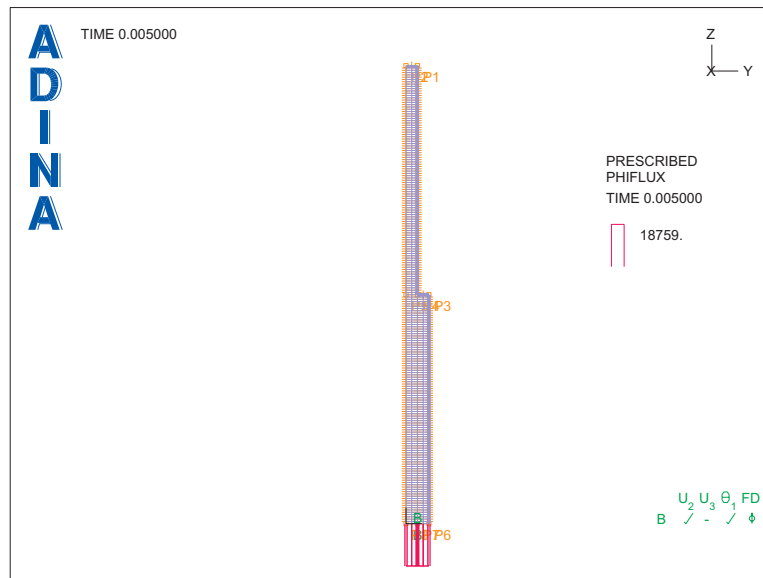 ADINA
TIME 0.005000
Z
X Y
PRESCRIBED
PHIFLUX
TIME 0.005000
18759.
P1
P3
B
P6
U2 U3 θ1 FD
B ✓ - ✓ ϕ